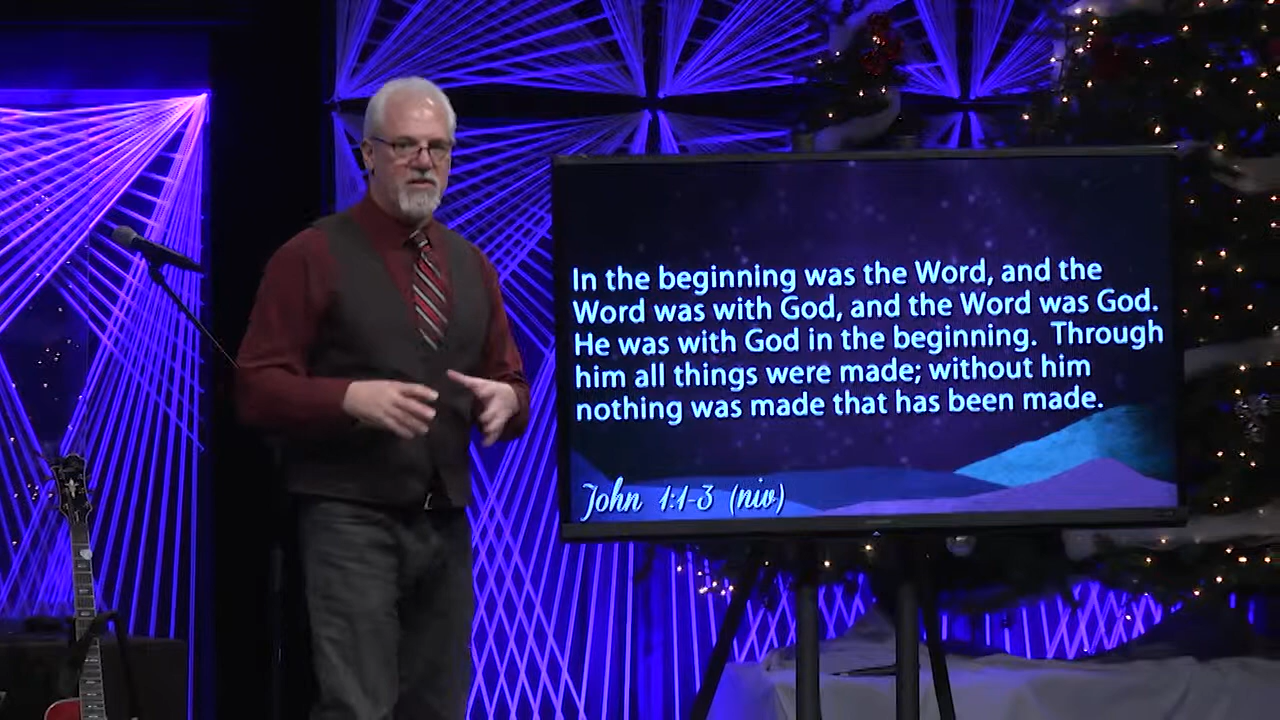 In the beginning was the Word, and the
Word was with God, and the Word was God.
He was with God in the beginning.  Through
him all things were made; without him
nothing was made that has been made.
John 1:1-3 (niv)